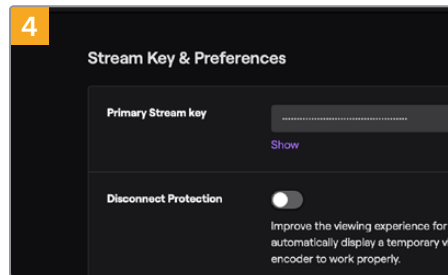 4
Stream Key & Preferences
Primary Stream key
Show
Disconnect Protection
Improve the viewing experience for
automatically display a temporary
encoder to work properly.